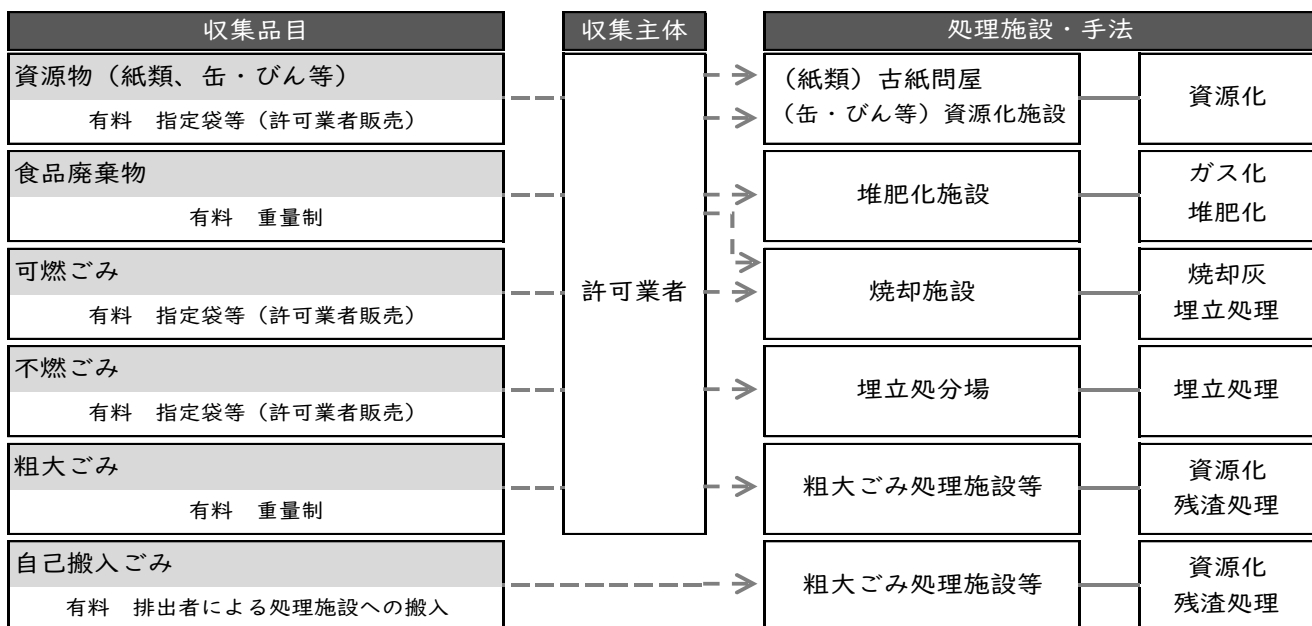 収集品目
収集主体
処理施設・手法
資源物（紙類、缶・びん等）
有料　指定袋等（許可業者販売）
（紙類）古紙問屋
（缶・びん等）資源化施設
資源化
食品廃棄物
有料　重量制
堆肥化施設
ガス化
堆肥化
可燃ごみ
有料　指定袋等（許可業者販売）
許可業者
焼却施設
焼却灰
埋立処理
不燃ごみ
有料　指定袋等（許可業者販売）
埋立処分場
埋立処理
粗大ごみ
有料　重量制
粗大ごみ処理施設等
資源化
残渣処理
自己搬入ごみ
有料　排出者による処理施設への搬入
粗大ごみ処理施設等
資源化
残渣処理